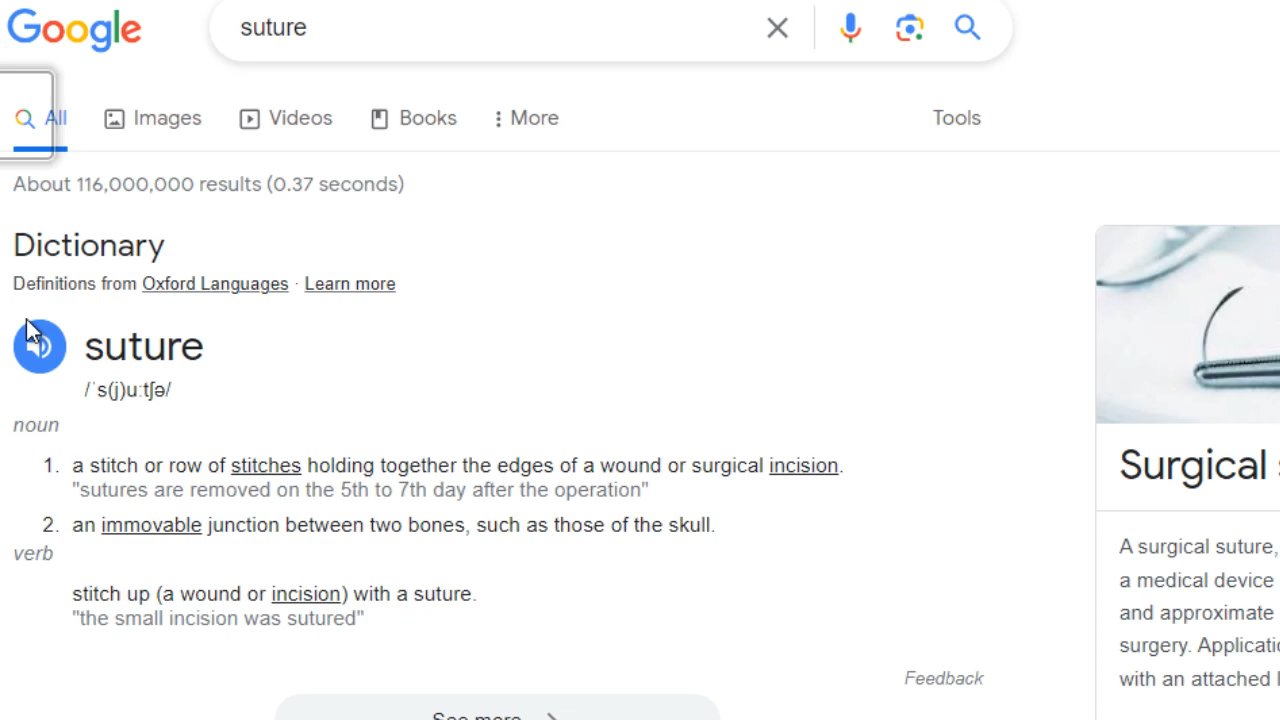 Google
suture
All Images Videos Books More Tools
About 116,000,000 results (0.37 seconds)
Dictionary
Definitions from Oxford Languages · Learn more
suture
/ˈs(j)uːtʃə/
noun
1. a stitch or row of stitches holding together the edges of a wound or surgical incision.
"sutures are removed on the 5th to 7th day after the operation"
2. an immovable junction between two bones, such as those of the skull.
verb
stitch up (a wound or incision) with a suture.
"the small incision was sutured"
Feedback
See more
Surgical
A surgical suture,
a medical device
and approximate
surgery.
with an attached